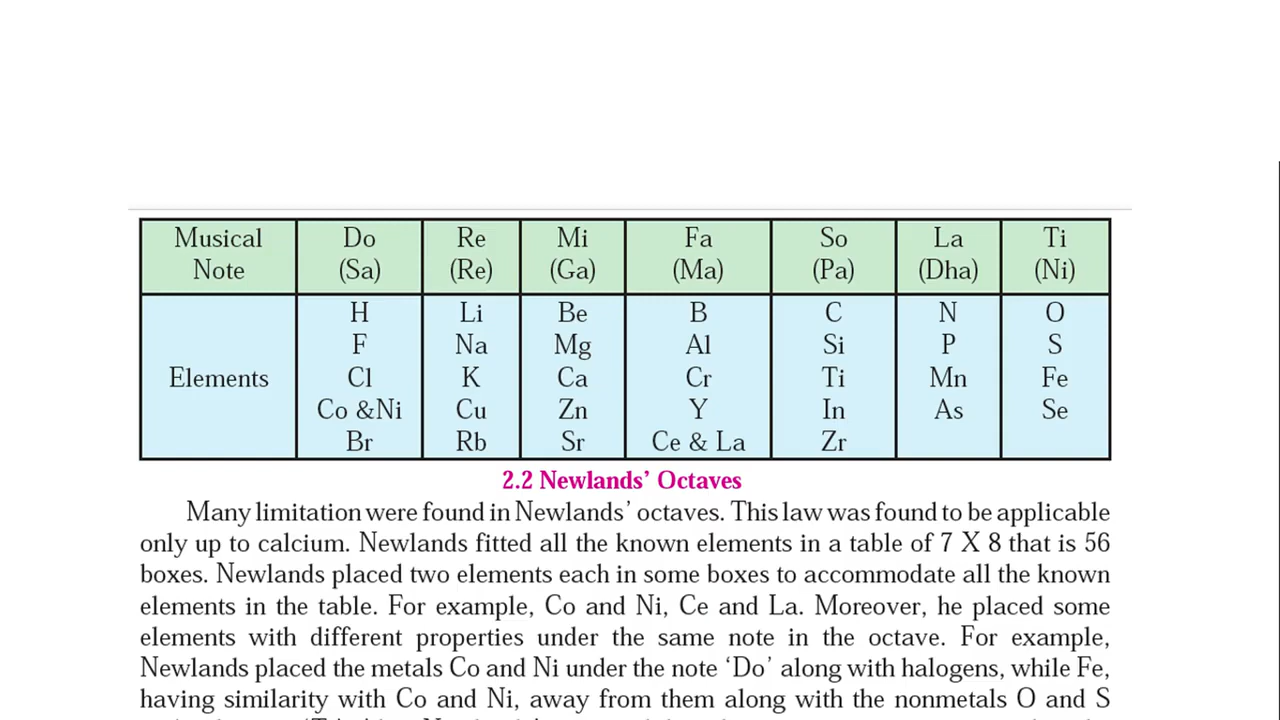 Musical Note Do (Sa) Re (Re) Mi (Ga) Fa (Ma) So (Pa) La (Dha) Ti (Ni)
Elements
H Li Be B C N O
F Na Mg Al Si P S
Cl K Ca Cr Ti Mn Fe
Co &Ni Cu Zn Y In As Se
Br Rb Sr Ce & La Zr
2.2 Newlands' Octaves
Many limitation were found in Newlands' octaves. This law was found to be applicable
only up to calcium. Newlands fitted all the known elements in a table of 7 X 8 that is 56
boxes. Newlands placed two elements each in some boxes to accommodate all the known
elements in the table. For example, Co and Ni, Ce and La. Moreover, he placed some
elements with different properties under the same note in the octave. For example,
Newlands placed the metals Co and Ni under the note 'Do' along with halogens, while Fe,
having similarity with Co and Ni, away from them along with the nonmetals O and S